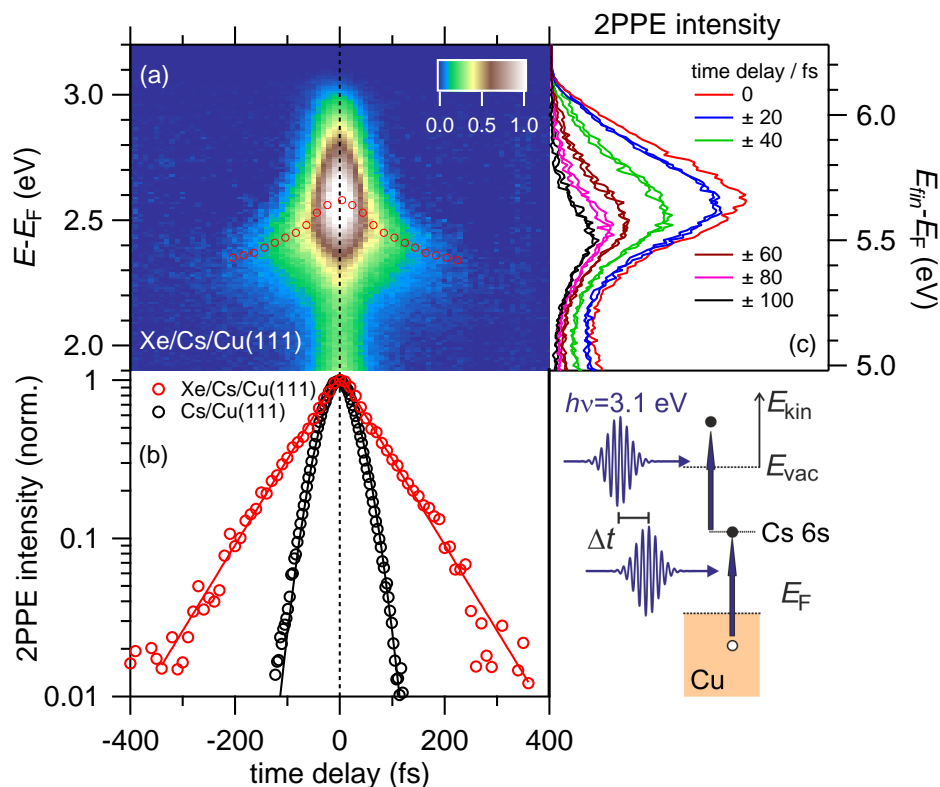 2PPE intensity
(a)
3.0
2.5
2.0
E-E_F (eV)
0.0 0.5 1.0
Xe/Cs/Cu(111)
time delay / fs
0
± 20
± 40
± 60
± 80
± 100
(c)
6.0
5.5
5.0
E_fin-E_F (eV)
Xe/Cs/Cu(111)
Cs/Cu(111)
(b)
1
0.1
0.01
2PPE intensity (norm.)
-400 -200 0 200 400
time delay (fs)
hν=3.1 eV
E_kin
E_vac
Cs 6s
Δt
E_F
Cu